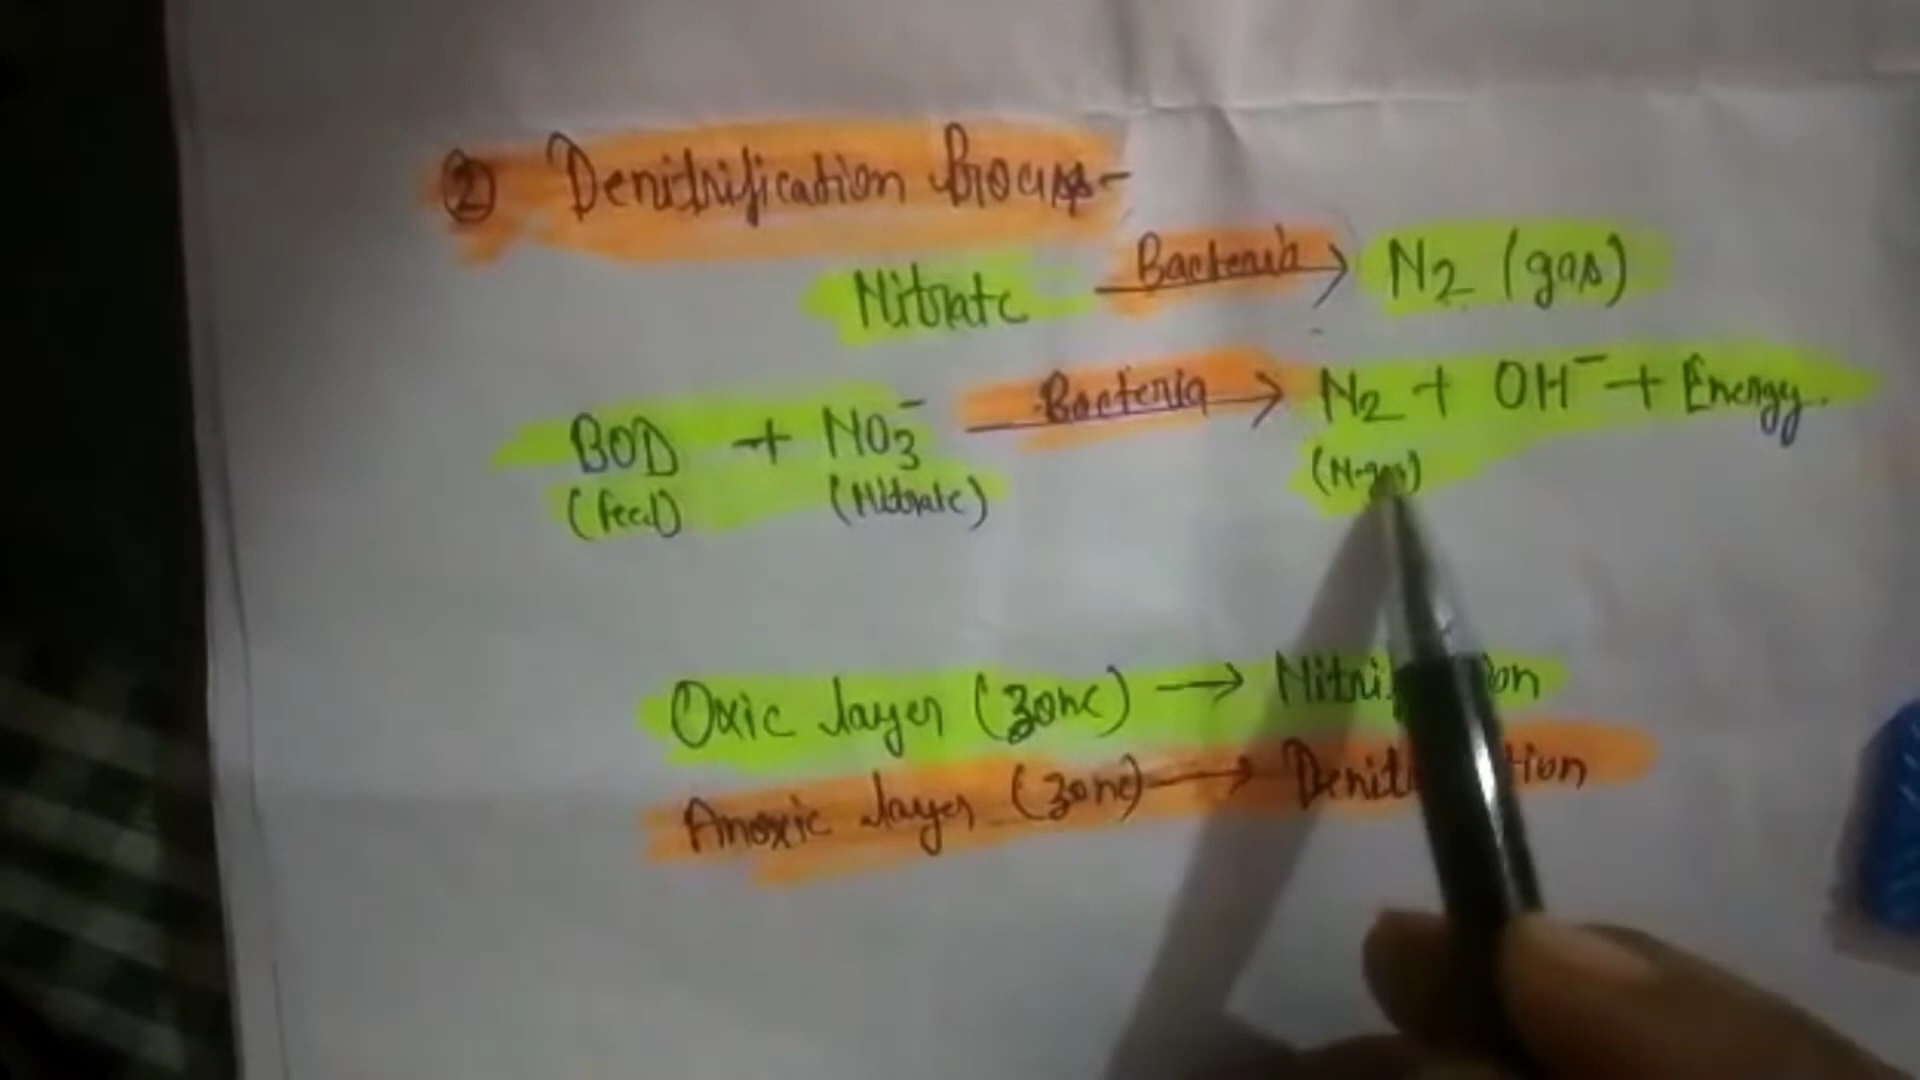 ② Denitrification Process-
Nitrate Bacteria → N2 (gas)
BOD + NO3⁻ Bacteria → N2 + OH⁻ + Energy.
(feed) (Nitrate) (N-gas)
Oxic layer (zone) →
Anoxic layer (zone) →